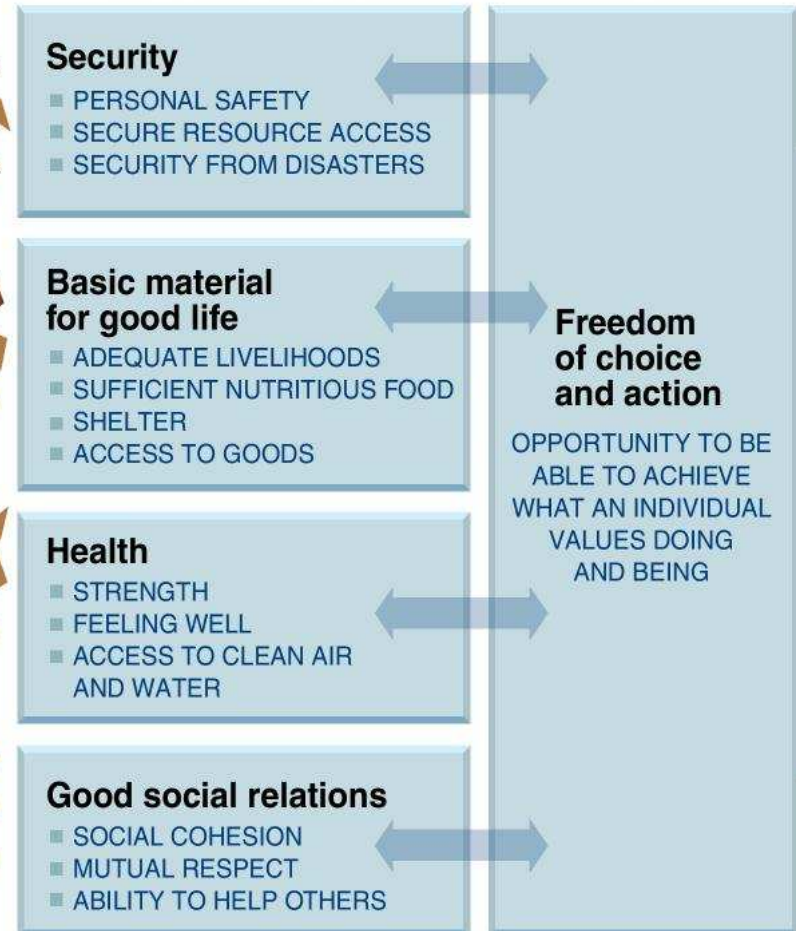 Security
PERSONAL SAFETY
SECURE RESOURCE ACCESS
SECURITY FROM DISASTERS
Basic material
for good life
ADEQUATE LIVELIHOODS
SUFFICIENT NUTRITIOUS FOOD
SHELTER
ACCESS TO GOODS
Health
STRENGTH
FEELING WELL
ACCESS TO CLEAN AIR
AND WATER
Good social relations
SOCIAL COHESION
MUTUAL RESPECT
ABILITY TO HELP OTHERS
Freedom
of choice
and action
OPPORTUNITY TO BE
ABLE TO ACHIEVE
WHAT AN INDIVIDUAL
VALUES DOING
AND BEING